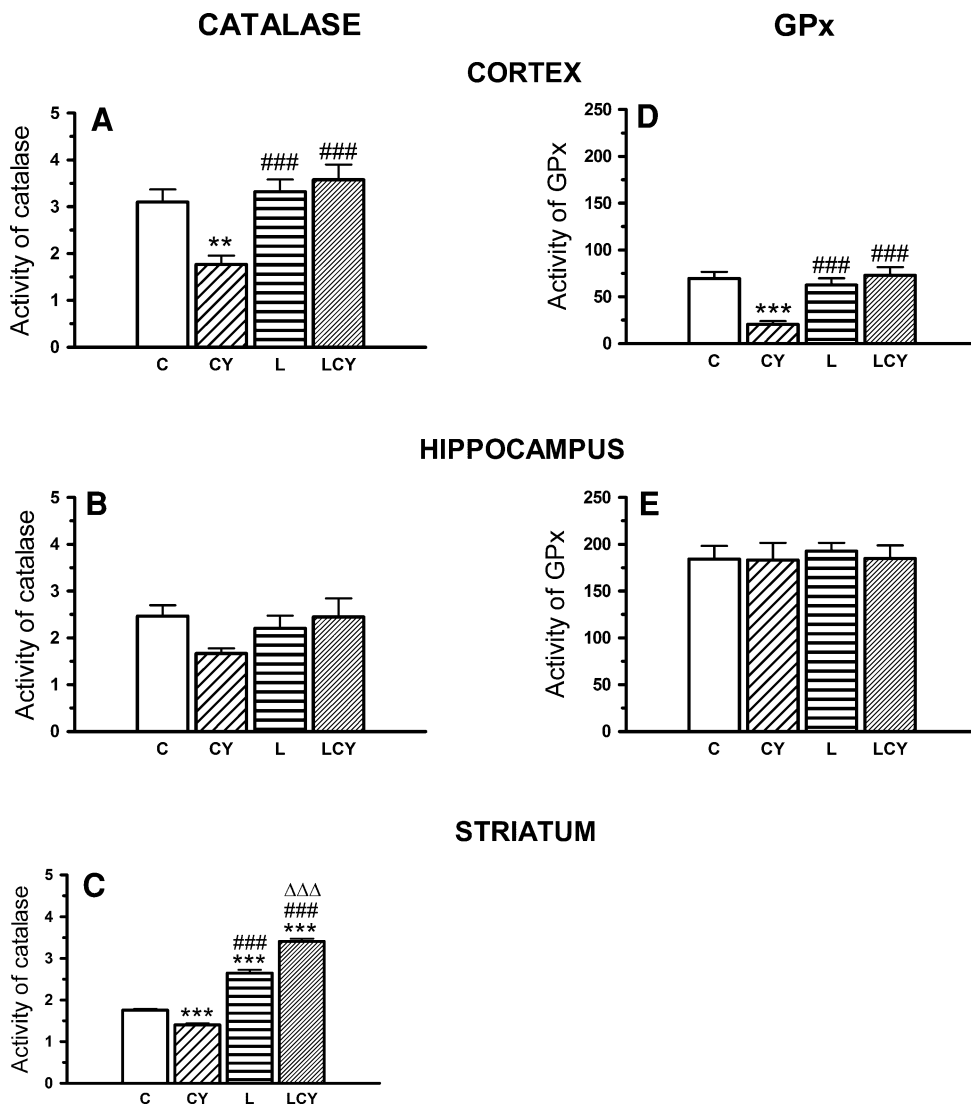 CATALASE
GPx
CORTEX
A
Activity of catalase
5
4
3
2
1
0
**
###
###
C CY L LCY
D
Activity of GPx
250
200
150
100
50
0
***
###
###
C CY L LCY
HIPPOCAMPUS
B
Activity of catalase
5
4
3
2
1
0
C CY L LCY
E
Activity of GPx
250
200
150
100
50
0
C CY L LCY
STRIATUM
C
Activity of catalase
5
4
3
2
1
0
***
###
***
ΔΔΔ
###
***
C CY L LCY